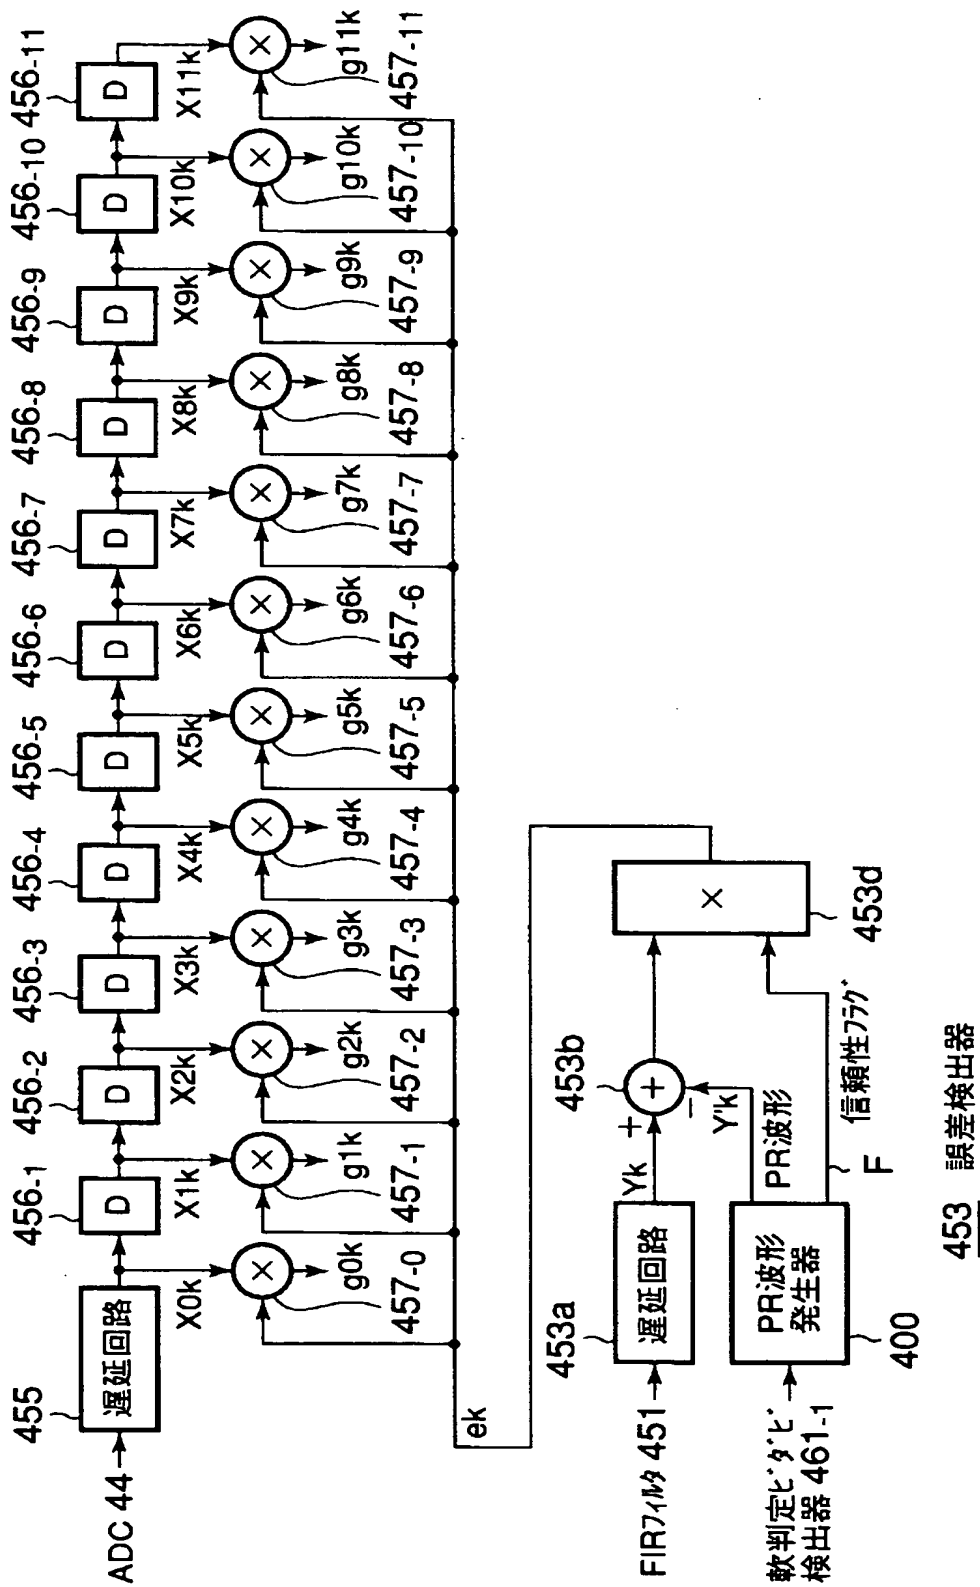 456-1
456-2
456-3
456-4
456-5
456-6
456-7
456-8
456-9
456-10
456-11
455
ADC 44
遅延回路
D
D
D
D
D
D
D
D
D
D
D
X0k
X1k
X2k
X3k
X4k
X5k
X6k
X7k
X8k
X9k
X10k
X11k
×
×
×
×
×
×
×
×
×
×
×
×
g0k
g1k
g2k
g3k
g4k
g5k
g6k
g7k
g8k
g9k
g10k
g11k
457-0
457-1
457-2
457-3
457-4
457-5
457-6
457-7
457-8
457-9
457-10
457-11
ek
453a
453b
FIRフィルタ 451
遅延回路
Yk
+
+
−
Y'k
×
453d
軟判定ビタビ
検出器 461-1
PR波形
発生器
400
PR波形
信頼性フラグ
F
453 誤差検出器